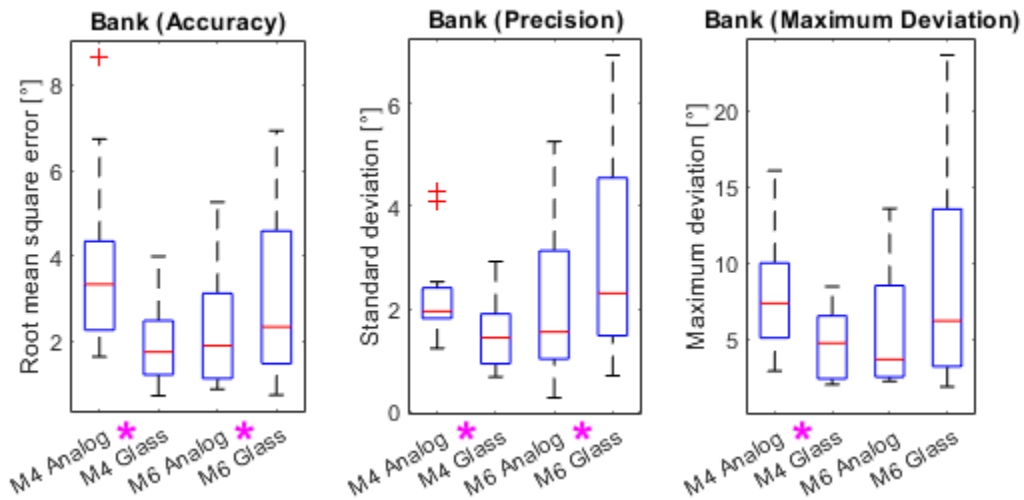 Bank (Accuracy)
Root mean square error [°]
8
6
4
2
M4 Analog * M4 Glass M6 Analog * M6 Glass
Bank (Precision)
Standard deviation [°]
6
4
2
0
M4 Analog * M4 Glass M6 Analog * M6 Glass
Bank (Maximum Deviation)
Maximum deviation [°]
20
15
10
5
M4 Analog * M4 Glass M6 Analog M6 Glass